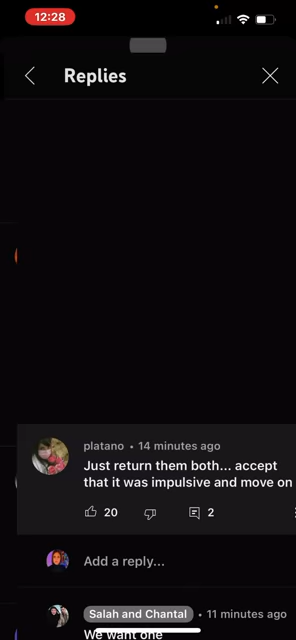 12:28
Replies
platano • 14 minutes ago
Just return them both... accept
that it was impulsive and move on
20
2
Add a reply...
Salah and Chantal • 11 minutes ago
We want one